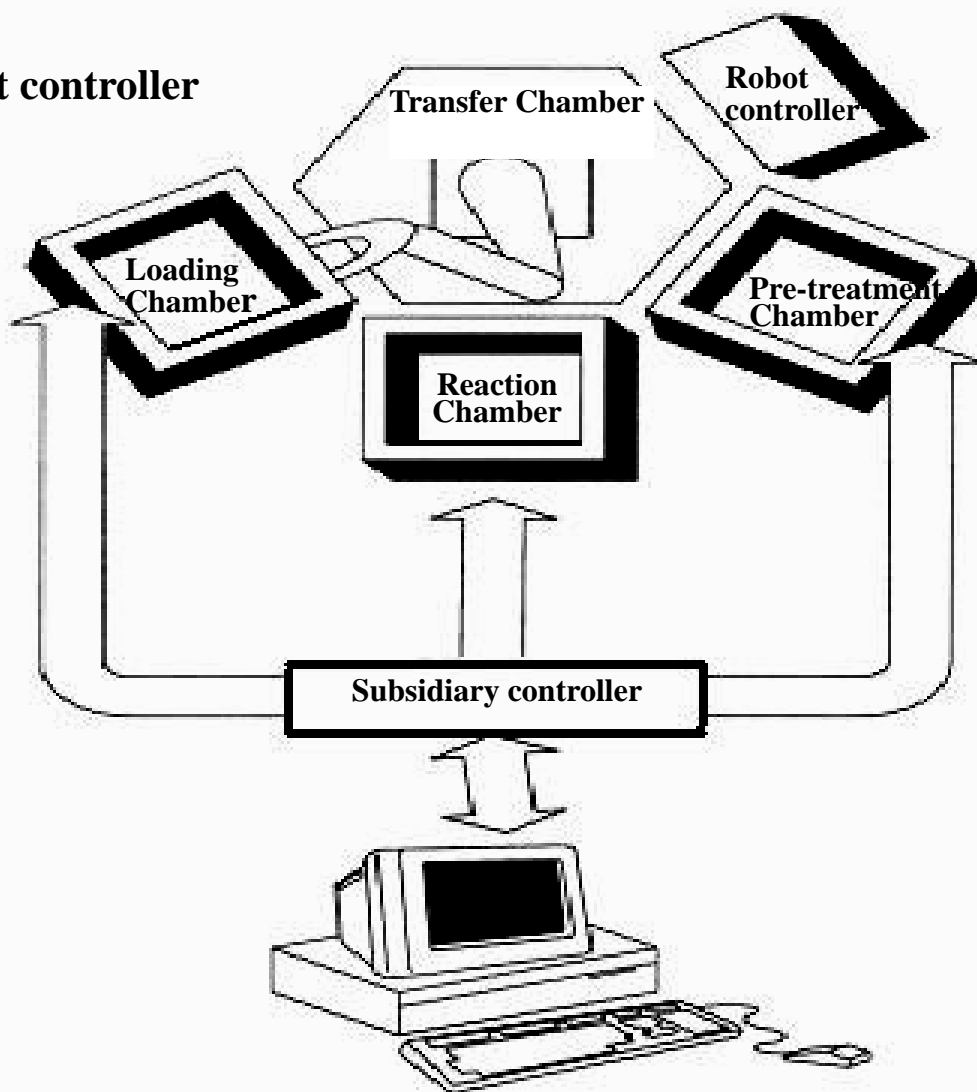 t controller
Transfer Chamber
Robot
controller
Loading
Chamber
Pre-treatment
Chamber
Reaction
Chamber
Subsidiary controller